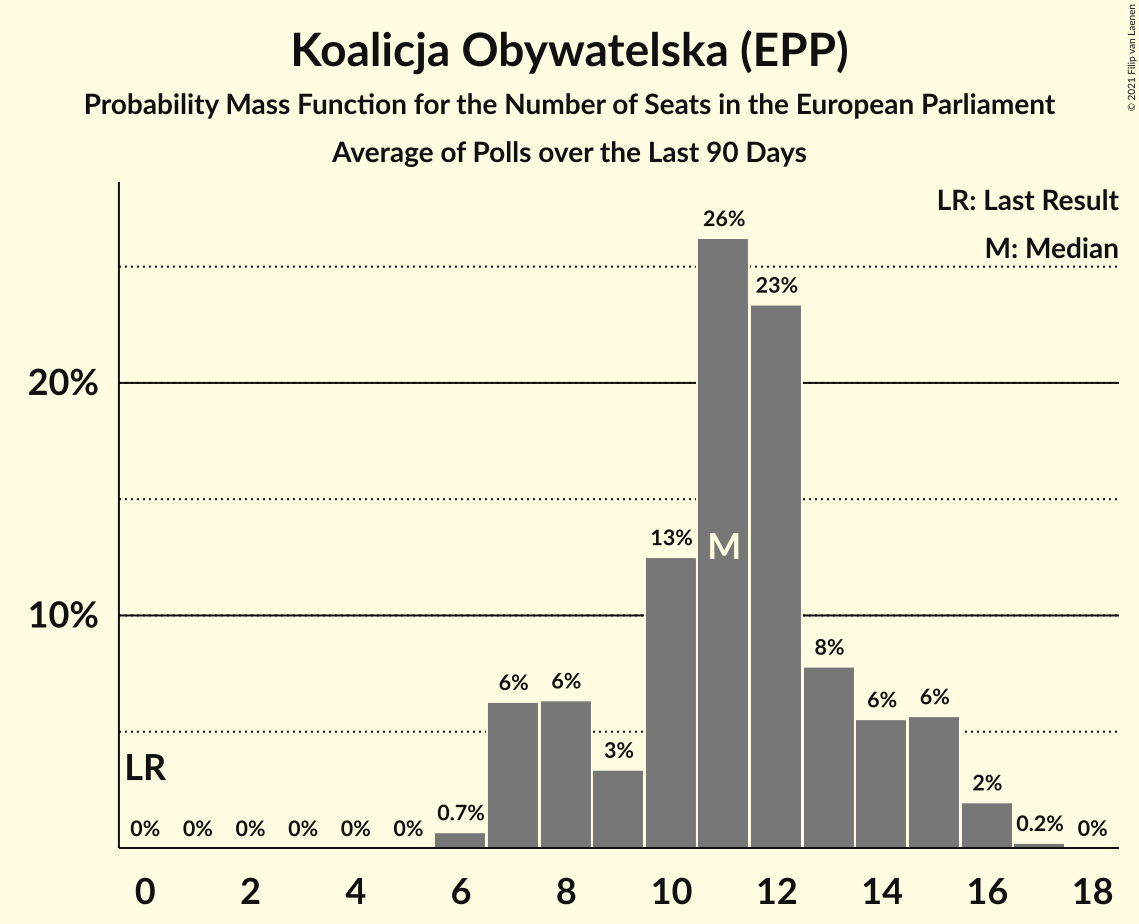 Koalicja Obywatelska (EPP)
Probability Mass Function for the Number of Seats in the European Parliament
Average of Polls over the Last 90 Days
© 2021 Filip van Laenen
LR: Last Result
M: Median
26%
23%
20%
13%
M
10%
8%
6% 6% 6% 6%
3%
LR
2%
0% 0% 0% 0% 0% 0% 0.7% 0.2% 0%
0 2 4 6 8 10 12 14 16 18